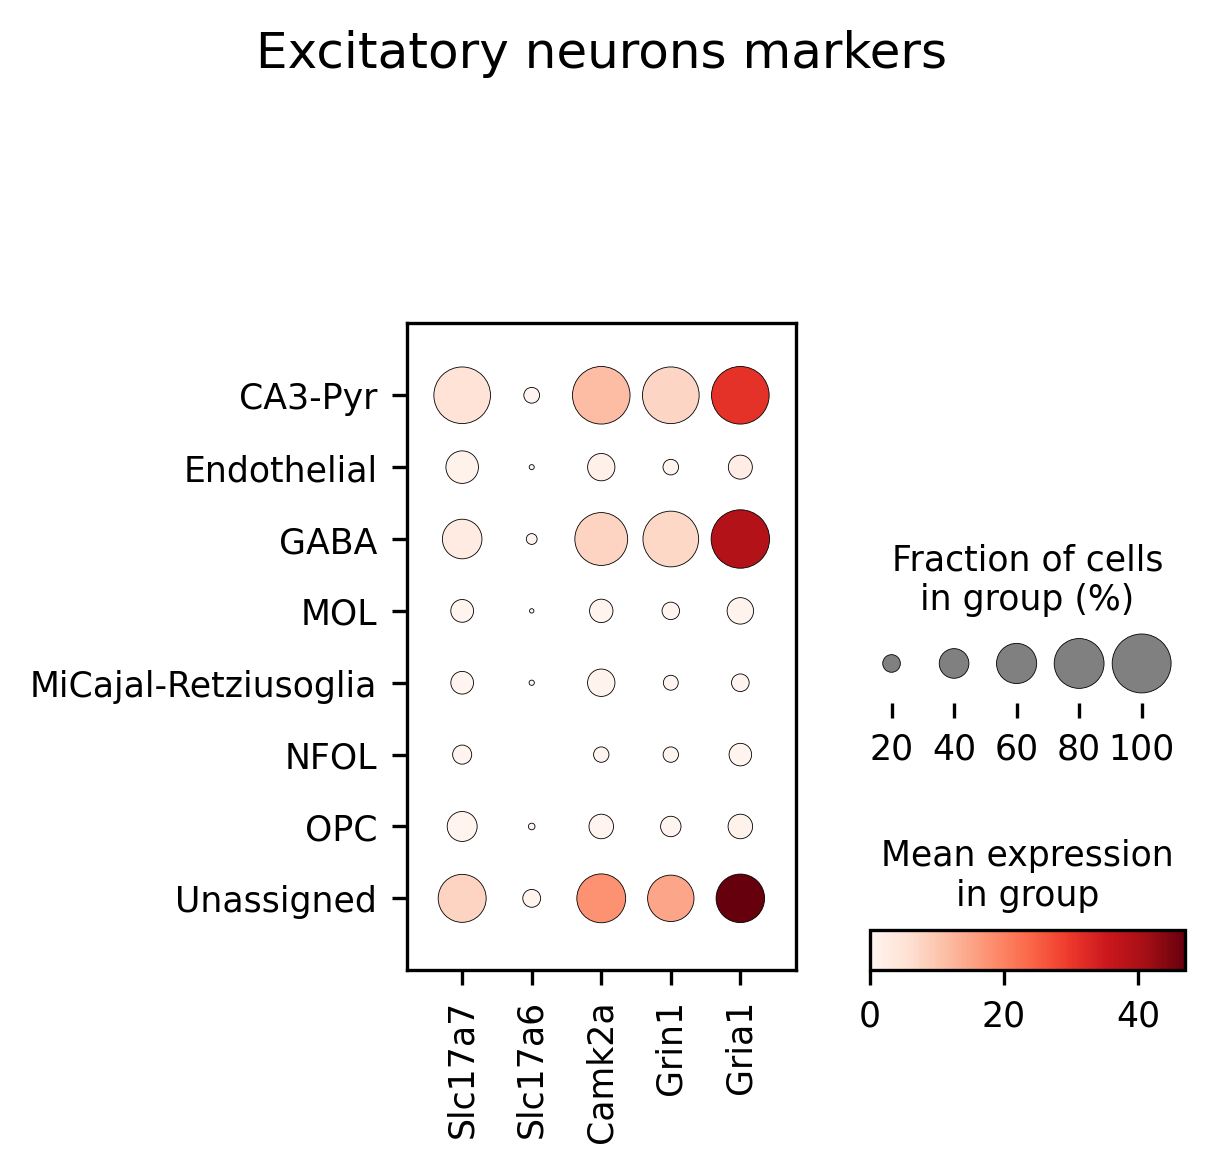 Excitatory neurons markers
CA3-Pyr
Endothelial
GABA
MOL
MiCajal-Retziusoglia
NFOL
OPC
Unassigned
Slc17a7
Slc17a6
Camk2a
Grin1
Gria1
Fraction of cells
in group (%)
20 40 60 80 100
Mean expression
in group
0 20 40